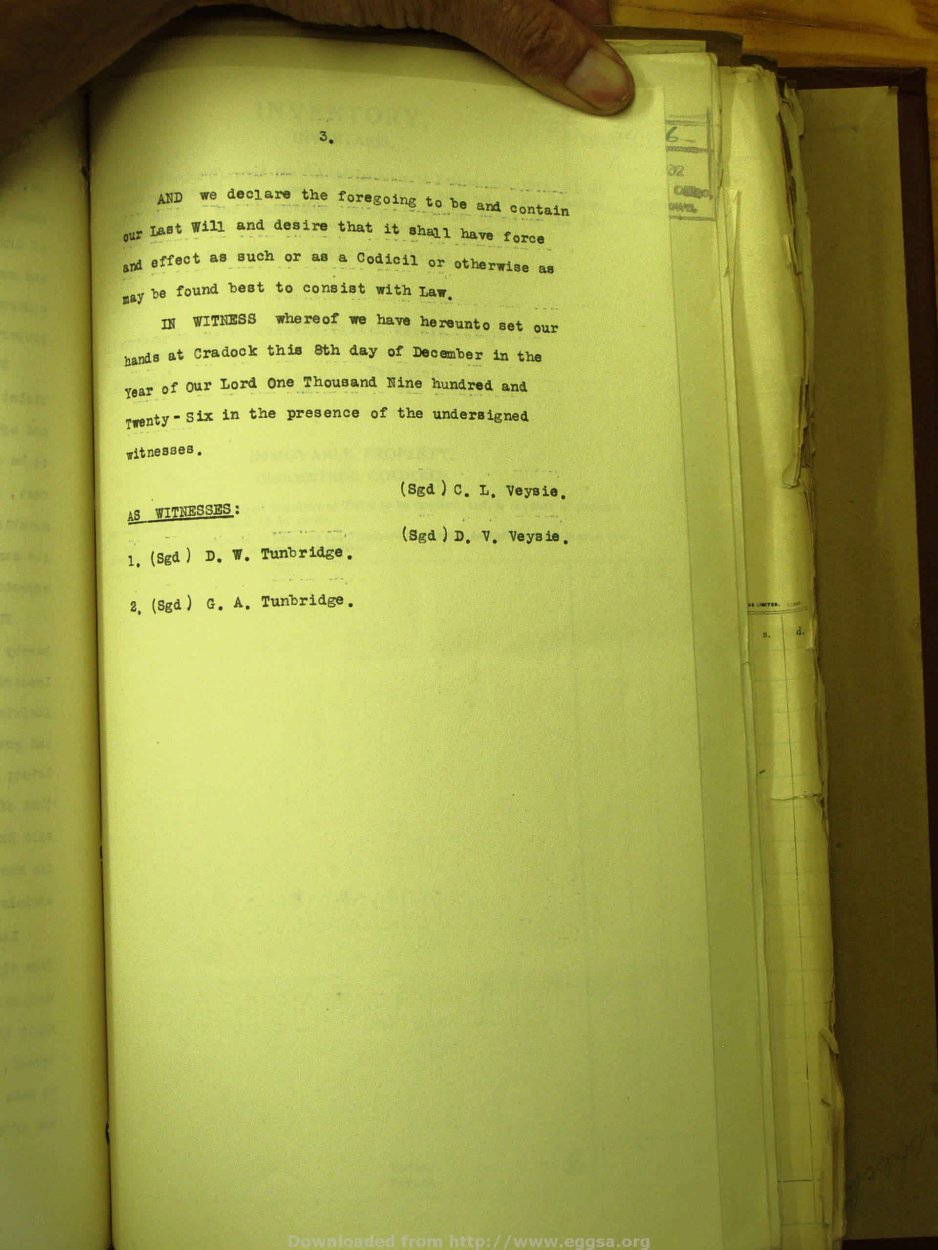 INVENTORY
3.
AND we declare the foregoing to be and contain
our Last Will and desire that it shall have force
and effect as such or as a Codicil or otherwise as
may be found best to consist with Law.
IN WITNESS whereof we have hereunto set our
hands at Cradock this 8th day of December in the
Year of Our Lord One Thousand Nine hundred and
Twenty-Six in the presence of the undersigned
witnesses.
(Sgd) C. L. Veysie.
AS WITNESSES:
(Sgd) D. V. Veysie.
1. (Sgd) D. W. Tunbridge.
2. (Sgd) G. A. Tunbridge.
6
LIMITED.
s. d.
Downloaded from http://www.eggsa.org